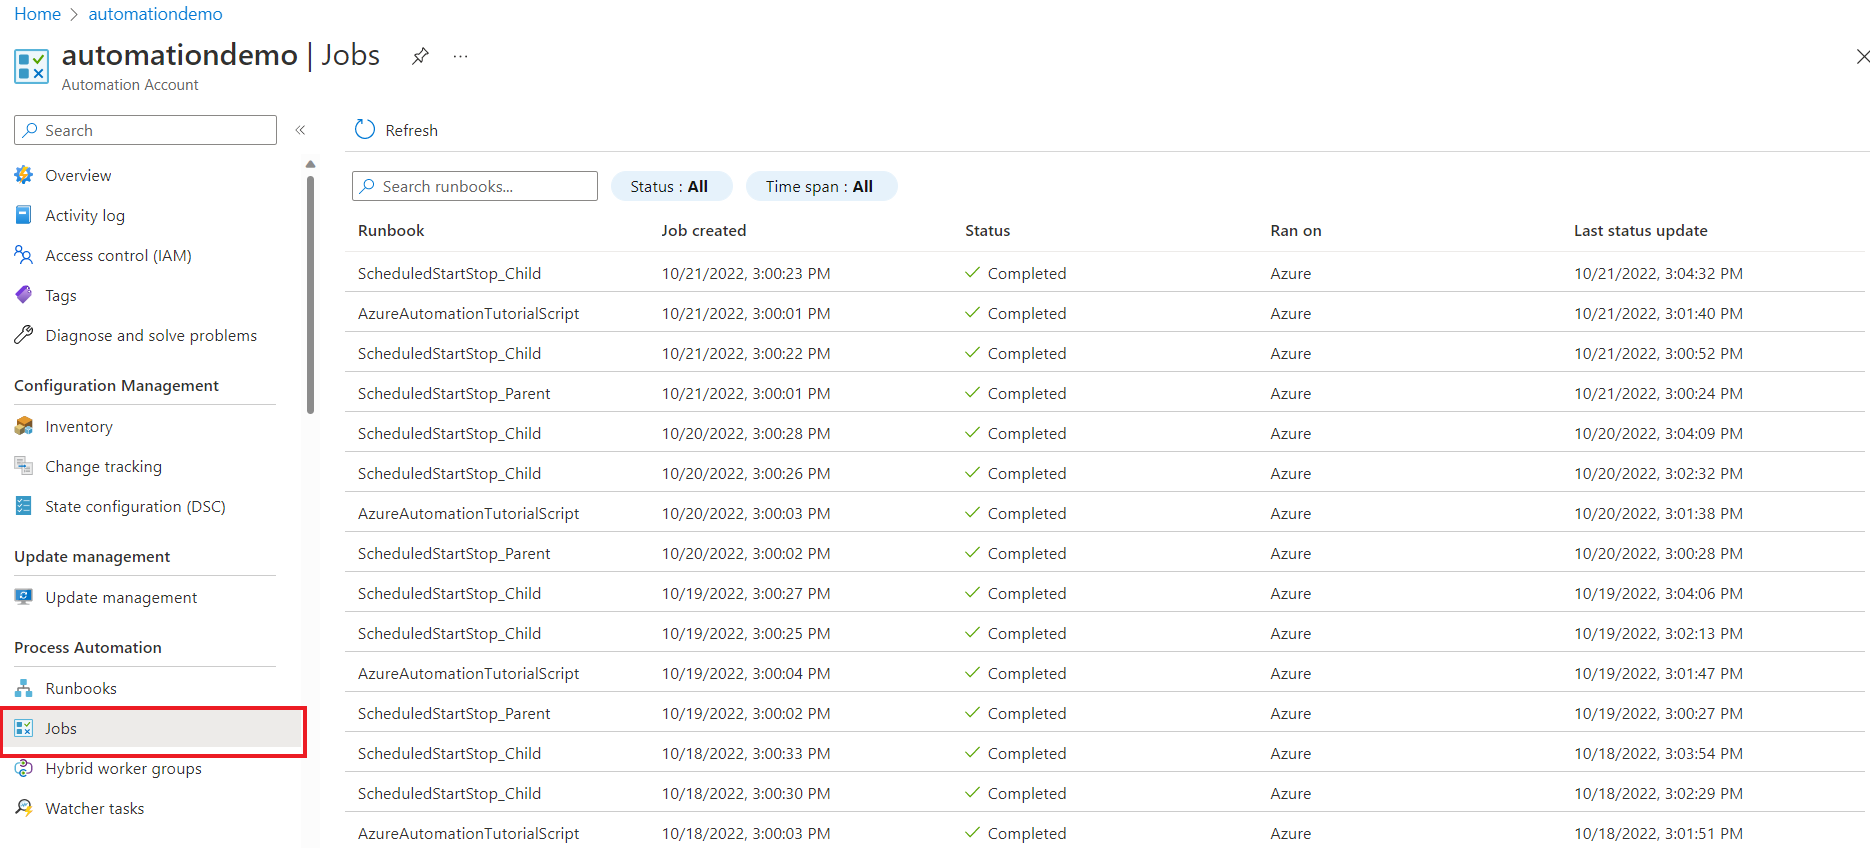 Home > automationdemo
automationdemo | Jobs ...
Automation Account
Search «
Overview
Activity log
Access control (IAM)
Tags
Diagnose and solve problems
Configuration Management
Inventory
Change tracking
State configuration (DSC)
Update management
Update management
Process Automation
Runbooks
Jobs
Hybrid worker groups
Watcher tasks
Refresh
Search runbooks... Status : All Time span : All
Runbook Job created Status Ran on Last status update
ScheduledStartStop_Child 10/21/2022, 3:00:23 PM Completed Azure 10/21/2022, 3:04:32 PM
AzureAutomationTutorialScript 10/21/2022, 3:00:01 PM Completed Azure 10/21/2022, 3:01:40 PM
ScheduledStartStop_Child 10/21/2022, 3:00:22 PM Completed Azure 10/21/2022, 3:00:52 PM
ScheduledStartStop_Parent 10/21/2022, 3:00:01 PM Completed Azure 10/21/2022, 3:00:24 PM
ScheduledStartStop_Child 10/20/2022, 3:00:28 PM Completed Azure 10/20/2022, 3:04:09 PM
ScheduledStartStop_Child 10/20/2022, 3:00:26 PM Completed Azure 10/20/2022, 3:02:32 PM
AzureAutomationTutorialScript 10/20/2022, 3:00:03 PM Completed Azure 10/20/2022, 3:01:38 PM
ScheduledStartStop_Parent 10/20/2022, 3:00:02 PM Completed Azure 10/20/2022, 3:00:28 PM
ScheduledStartStop_Child 10/19/2022, 3:00:27 PM Completed Azure 10/19/2022, 3:04:06 PM
ScheduledStartStop_Child 10/19/2022, 3:00:25 PM Completed Azure 10/19/2022, 3:02:13 PM
AzureAutomationTutorialScript 10/19/2022, 3:00:04 PM Completed Azure 10/19/2022, 3:01:47 PM
ScheduledStartStop_Parent 10/19/2022, 3:00:02 PM Completed Azure 10/19/2022, 3:00:27 PM
ScheduledStartStop_Child 10/18/2022, 3:00:33 PM Completed Azure 10/18/2022, 3:03:54 PM
ScheduledStartStop_Child 10/18/2022, 3:00:30 PM Completed Azure 10/18/2022, 3:02:29 PM
AzureAutomationTutorialScript 10/18/2022, 3:00:03 PM Completed Azure 10/18/2022, 3:01:51 PM